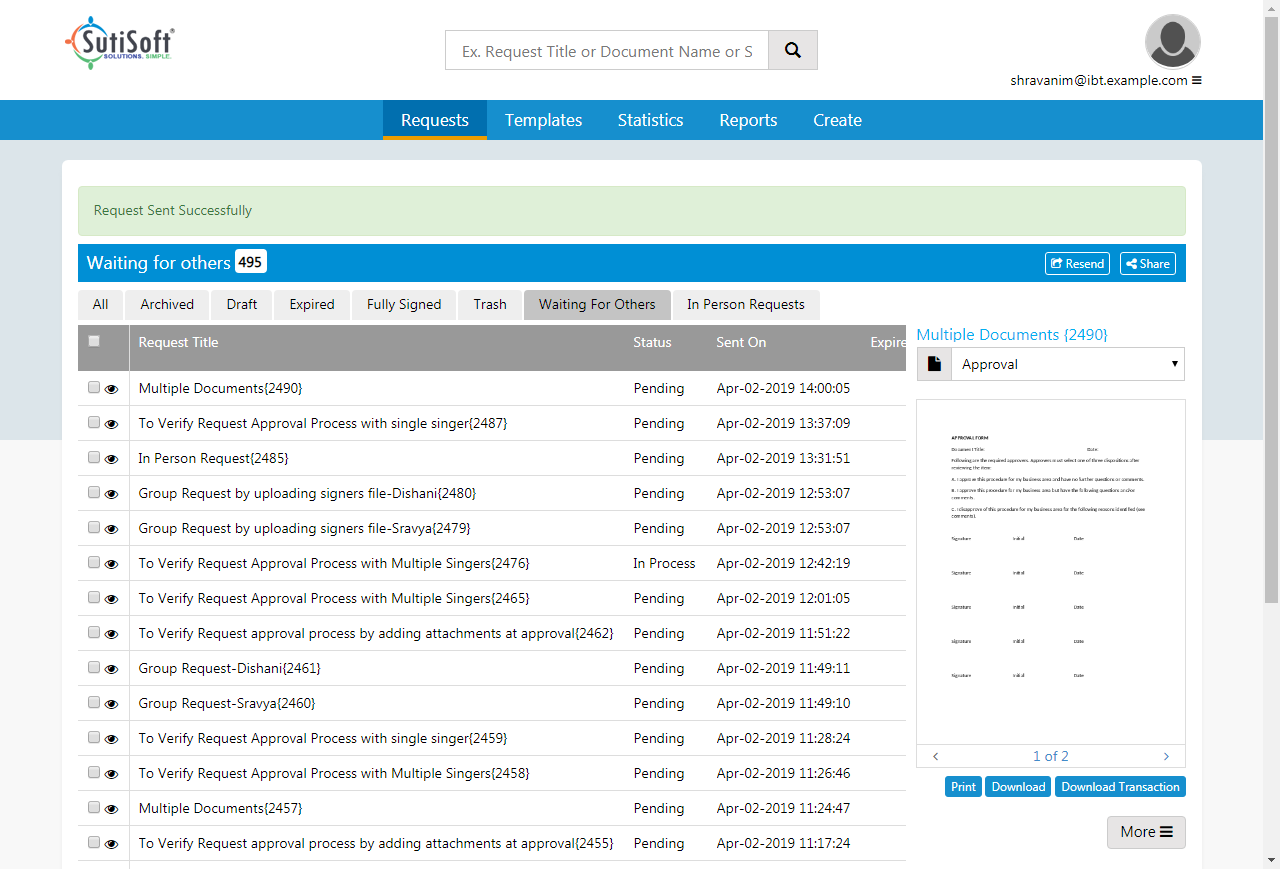 SutiSoft®
SOLUTIONS. SIMPLE.
Ex. Request Title or Document Name or S
shravanim@ibt.example.com
Requests Templates Statistics Reports Create
Request Sent Successfully
Waiting for others 495 Resend Share
All Archived Draft Expired Fully Signed Trash Waiting For Others In Person Requests
Request Title Status Sent On Expire
Multiple Documents{2490} Pending Apr-02-2019 14:00:05
To Verify Request Approval Process with single singer{2487} Pending Apr-02-2019 13:37:09
In Person Request{2485} Pending Apr-02-2019 13:31:51
Group Request by uploading signers file-Dishani{2480} Pending Apr-02-2019 12:53:07
Group Request by uploading signers file-Sravya{2479} Pending Apr-02-2019 12:53:07
To Verify Request Approval Process with Multiple Singers{2476} In Process Apr-02-2019 12:42:19
To Verify Request Approval Process with Multiple Singers{2465} Pending Apr-02-2019 12:01:05
To Verify Request approval process by adding attachments at approval{2462} Pending Apr-02-2019 11:51:22
Group Request-Dishani{2461} Pending Apr-02-2019 11:49:11
Group Request-Sravya{2460} Pending Apr-02-2019 11:49:10
To Verify Request Approval Process with single singer{2459} Pending Apr-02-2019 11:28:24
To Verify Request Approval Process with Multiple Singers{2458} Pending Apr-02-2019 11:26:46
Multiple Documents{2457} Pending Apr-02-2019 11:24:47
To Verify Request approval process by adding attachments at approval{2455} Pending Apr-02-2019 11:17:24
Multiple Documents {2490}
Approval
APPROVAL FORM
Document Title: Date:
Following are the required approvers. Approvers must select one of three dispositions after
reviewing the item:
A. I approve this procedure for my business area and have no further questions or comments.
B. I approve this procedure for my business area but have the following questions and/or
comments.
C. I disapprove of this procedure for my business area for the following reasons identified (see
comments).
Signature Initial Date
Signature Initial Date
Signature Initial Date
Signature Initial Date
Signature Initial Date
1 of 2
Print Download Download Transaction
More